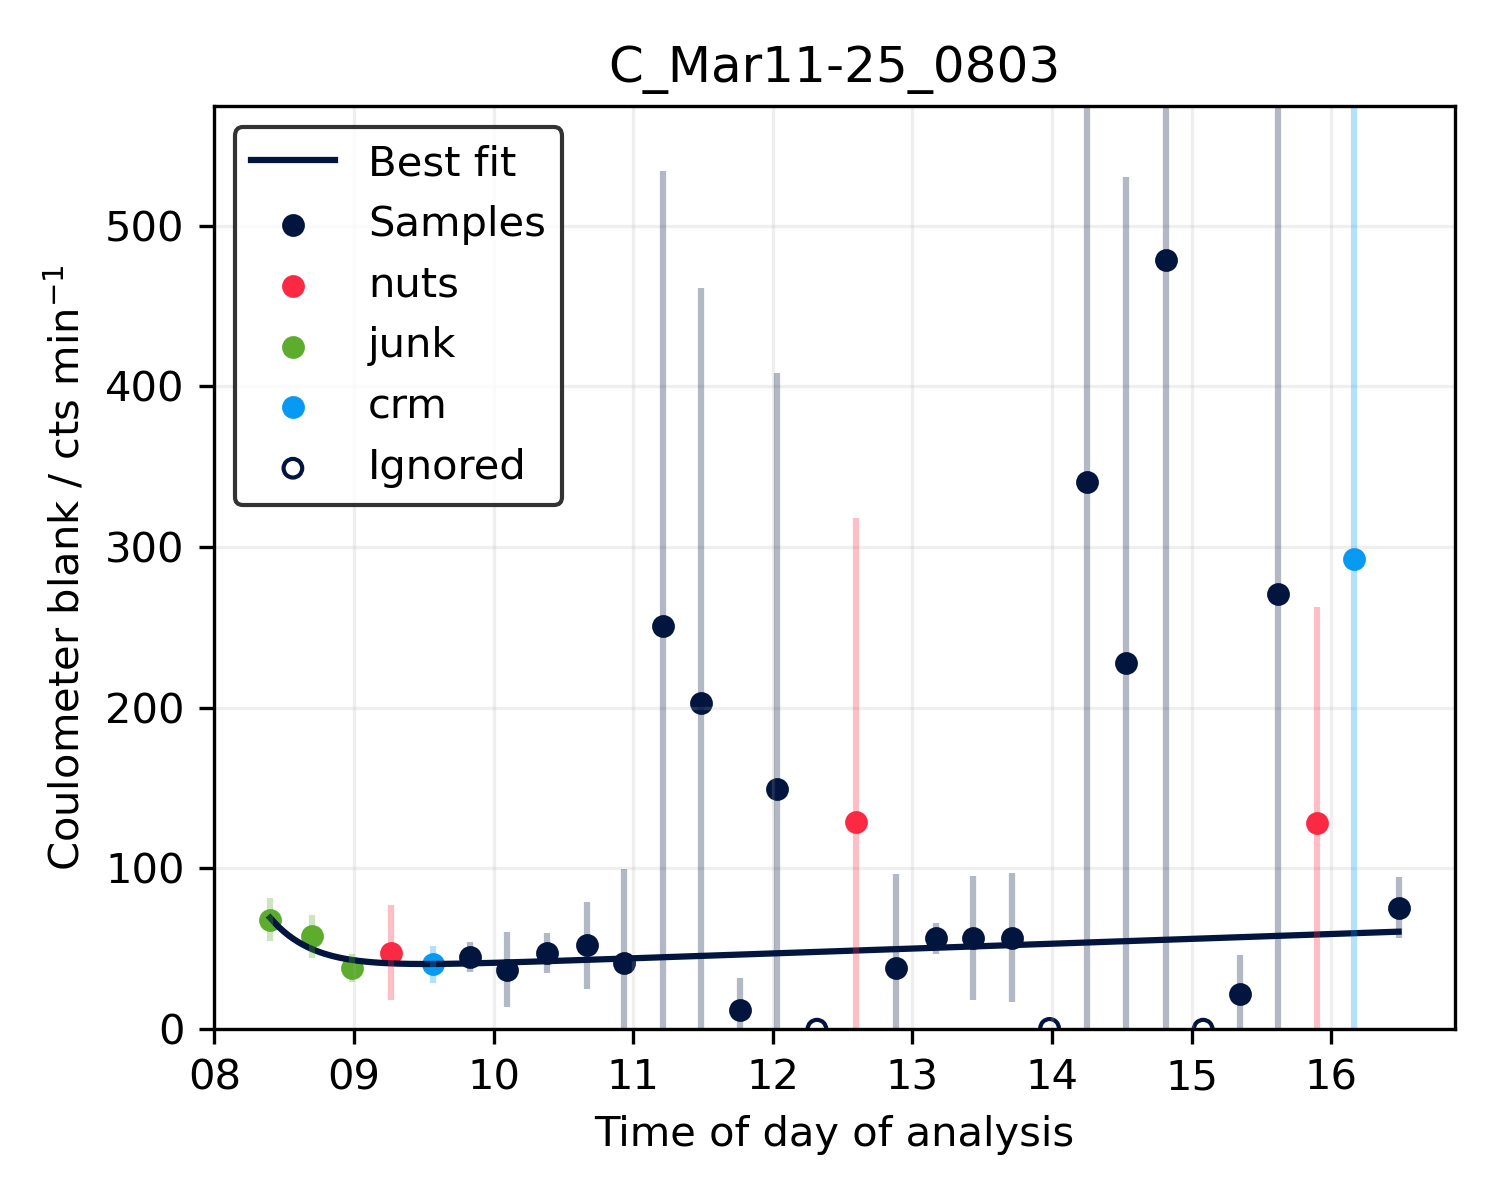 C_Mar11-25_0803
Best fit
Samples
nuts
junk
crm
Ignored
Coulometer blank / cts min⁻¹
500
400
300
200
100
0
08 09 10 11 12 13 14 15 16
Time of day of analysis